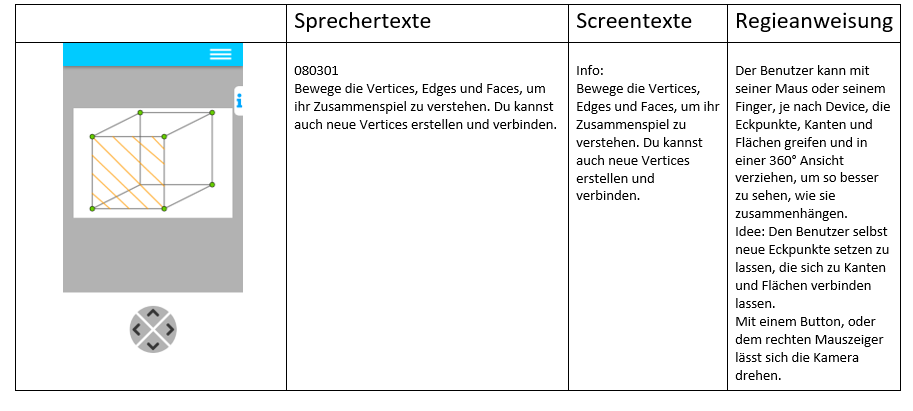 Sprechertexte
Screentexte
Regieanweisung
i
080301
Bewege die Vertices, Edges und Faces, um
ihr Zusammenspiel zu verstehen. Du kannst
auch neue Vertices erstellen und verbinden.
Info:
Bewege die Vertices,
Edges und Faces, um ihr
Zusammenspiel zu
verstehen. Du kannst
auch neue Vertices
erstellen und
verbinden.
Der Benutzer kann mit
seiner Maus oder seinem
Finger, je nach Device, die
Eckpunkte, Kanten und
Flächen greifen und in
einer 360° Ansicht
verziehen, um so besser
zu sehen, wie sie
zusammenhängen.
Idee: Den Benutzer selbst
neue Eckpunkte setzen zu
lassen, die sich zu Kanten
und Flächen verbinden
lassen.
Mit einem Button, oder
dem rechten Mauszeiger
lässt sich die Kamera
drehen.